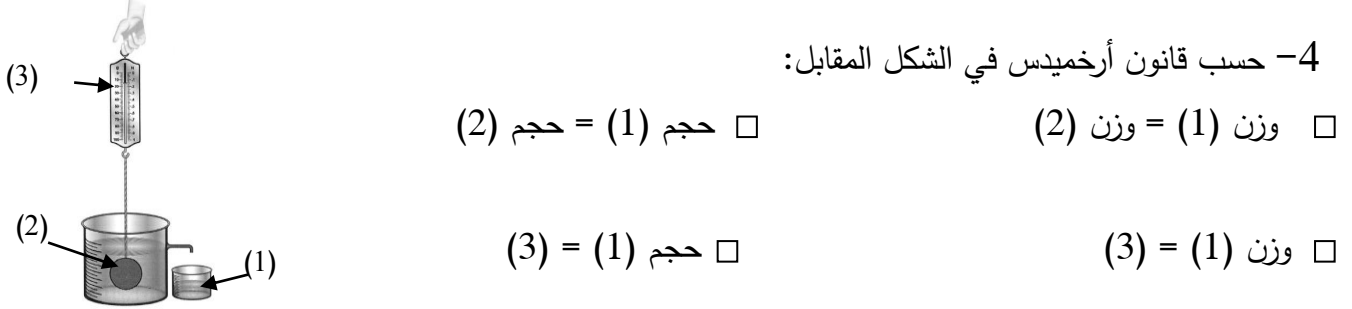 4– حسب قانون أرخميدس في الشكل المقابل:
□ وزن (1) = وزن (2) □ حجم (1) = حجم (2)
□ وزن (1) = (3) □ حجم (1) = (3)
(3)
(2)
(1)